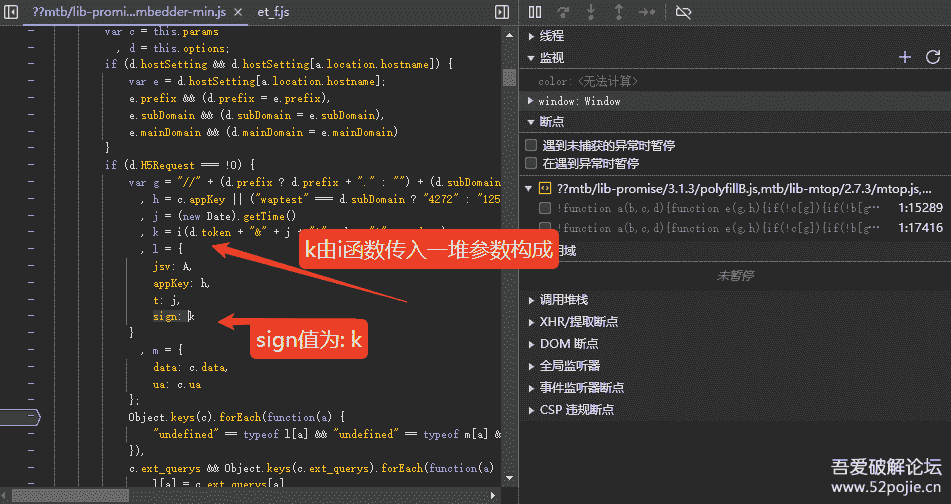 ??mtb/lib-promi...mbedder-min.js ×
et_f.js
var c = this.params
, d = this.options;
if (d.hostSetting && d.hostSetting[a.location.hostname]) {
var e = d.hostSetting[a.location.hostname];
e.prefix && (d.prefix = e.prefix),
e.subDomain && (d.subDomain = e.subDomain),
e.mainDomain && (d.mainDomain = e.mainDomain)
}
if (d.H5Request === !0) {
var g = "//" + (d.prefix ? d.prefix + "." : "") + (d.subDomain
, h = c.appKey || ("waptest" === d.subDomain ? "4272" : "125
, j = (new Date).getTime()
, k = i(d.token + "&" + j
, l = {
jsv: A,
appKey: h,
t: j,
sign: k
}
, m = {
data: c.data,
ua: c.ua
};
Object.keys(c).forEach(function(a) {
"undefined" == typeof l[a] && "undefined" == typeof m[a] &
}),
c.ext_querys && Object.keys(c.ext_querys).forEach(function(a)
l[a] = c.ext_querys[a]
k由i函数传入一堆参数构成
sign值为: k
线程
监视
color: <无法计算>
window: Window
断点
遇到未捕获的异常时暂停
在遇到异常时暂停
??mtb/lib-promise/3.1.3/polyfillB.js,mtb/lib-mtop/2.7.3/mtop.js,...
!function a(b,c,d){function e(g,h){if(!c[g]){if(!b[g… 1:15289
!function a(b,c,d){function e(g,h){if(!c[g]){if(!b[g… 1:17416
用域
未暂停
调用堆栈
XHR/提取断点
DOM 断点
全局监听器
事件监听器断点
CSP 违规断点
吾爱破解论坛
www.52pojie.cn